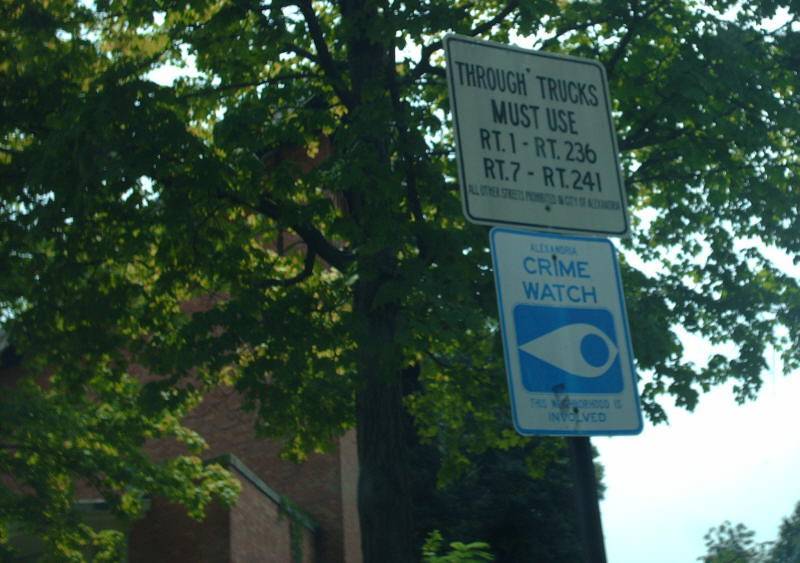 THROUGH TRUCKS
MUST USE
RT. 1 - RT. 236
RT. 7 - RT. 241
ALL OTHER STREETS PROHIBITED IN CITY OF ALEXANDRIA
ALEXANDRIA
CRIME
WATCH
THIS NEIGHBORHOOD IS
INVOLVED